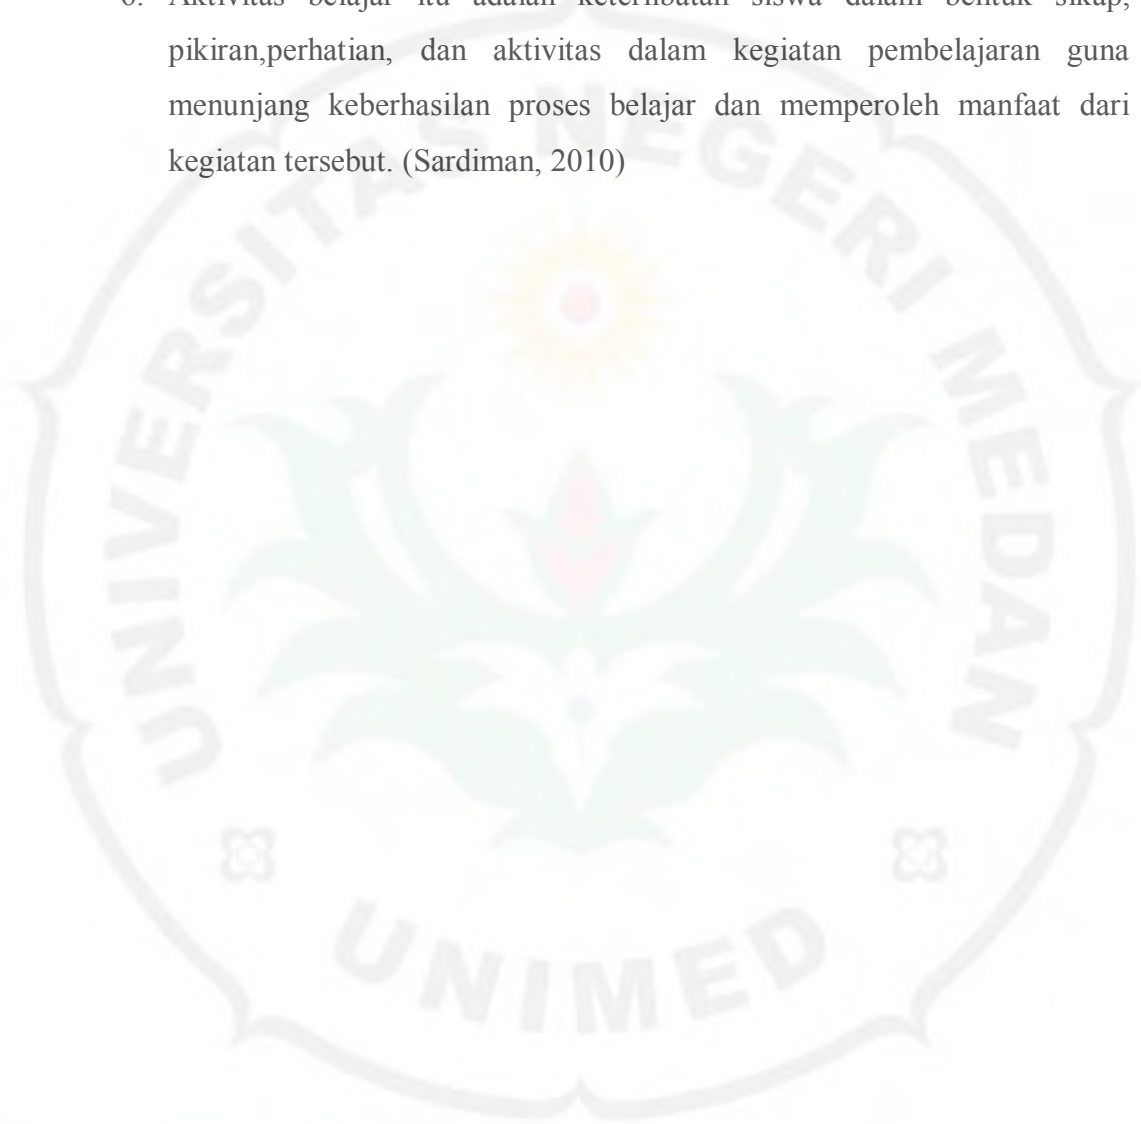 6. Aktivitas belajar itu adalah keterlibatan siswa dalam bentuk sikap,
pikiran,perhatian, dan aktivitas dalam kegiatan pembelajaran guna
menunjang keberhasilan proses belajar dan memperoleh manfaat dari
kegiatan tersebut. (Sardiman, 2010)
UNIVERSITAS NEGERI MEDAN
UNIMED